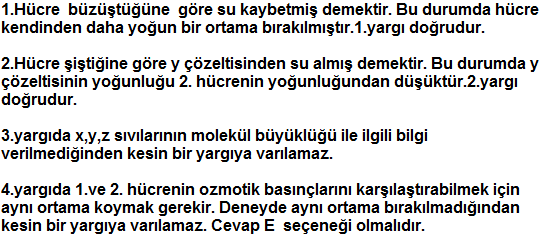 1.Hücre büzüştüğüne göre su kaybetmiş demektir. Bu durumda hücre
kendinden daha yoğun bir ortama bırakılmıştır.1.yargı doğrudur.
2.Hücre şiştiğine göre y çözeltisinden su almış demektir. Bu durumda y
çözeltisinin yoğunluğu 2. hücrenin yoğunluğundan düşüktür.2.yargı
doğrudur.
3.yargıda x,y,z sıvılarının molekül büyüklüğü ile ilgili bilgi
verilmediğinden kesin bir yargıya varılamaz.
4.yargıda 1.ve 2. hücrenin ozmotik basınçlarını karşılaştırabilmek için
aynı ortama koymak gerekir. Deneyde aynı ortama bırakılmadığından
kesin bir yargıya varılamaz. Cevap E seçeneği olmalıdır.